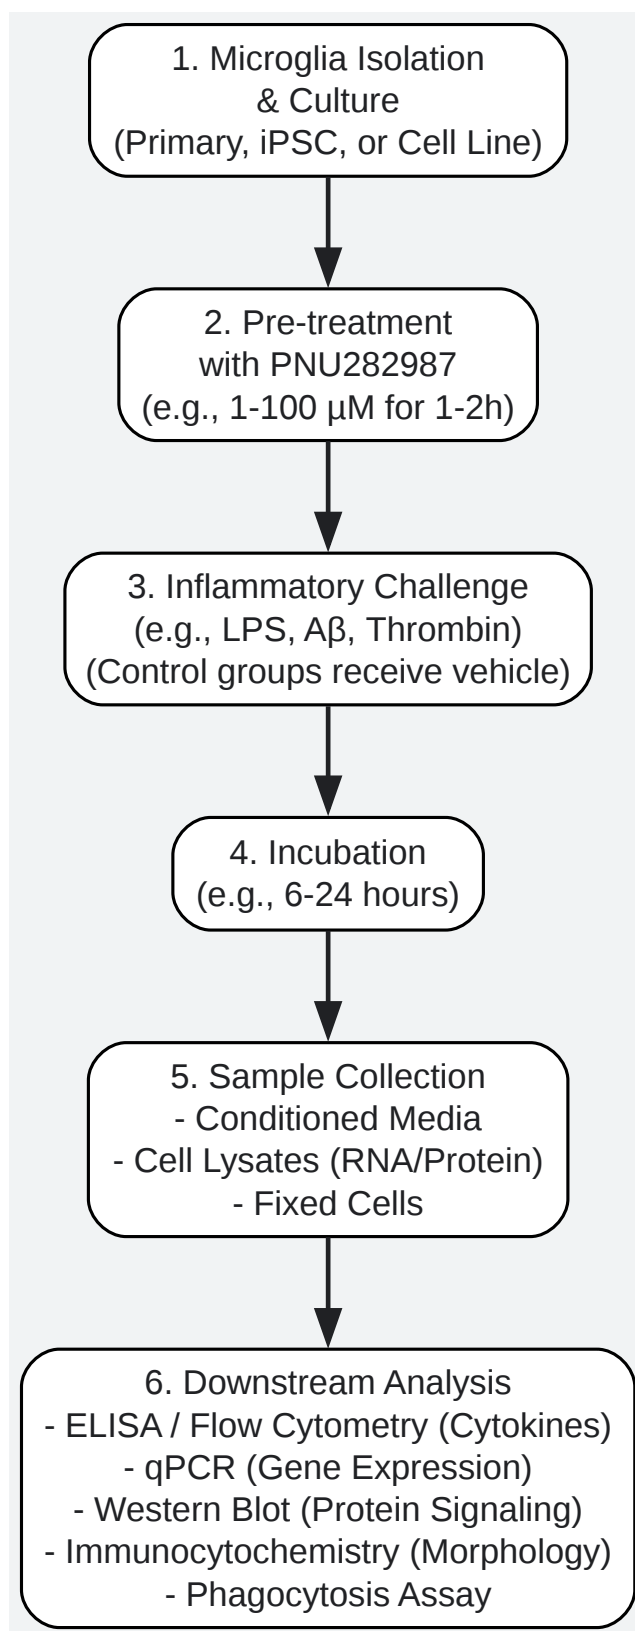 1. Microglia Isolation
& Culture
(Primary, iPSC, or Cell Line)
2. Pre-treatment
with PNU282987
(e.g., 1-100 µM for 1-2h)
3. Inflammatory Challenge
(e.g., LPS, Aβ, Thrombin)
(Control groups receive vehicle)
4. Incubation
(e.g., 6-24 hours)
5. Sample Collection
- Conditioned Media
- Cell Lysates (RNA/Protein)
- Fixed Cells
6. Downstream Analysis
- ELISA / Flow Cytometry (Cytokines)
- qPCR (Gene Expression)
- Western Blot (Protein Signaling)
- Immunocytochemistry (Morphology)
- Phagocytosis Assay